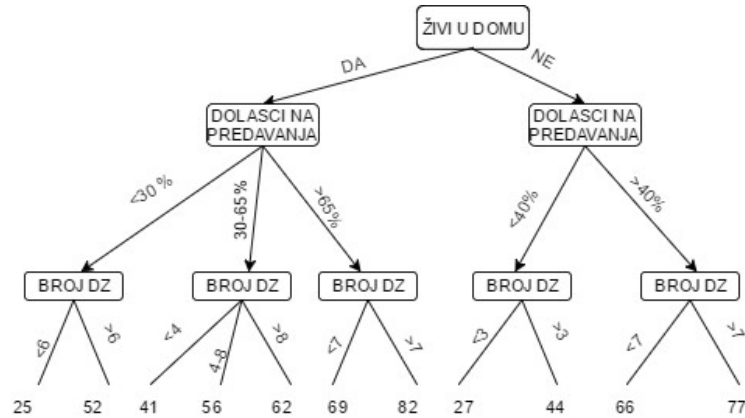 ŽIVI U DOMU
DA
NE
DOLASCI NA
PREDAVANJA
DOLASCI NA
PREDAVANJA
<30 %
30-65 %
>65%
<40%
>40%
BROJ DZ
BROJ DZ
BROJ DZ
BROJ DZ
BROJ DZ
<6
>6
<4
4-8
>8
<7
>7
<3
>3
<7
>7
25
52
41
56
62
69
82
27
44
66
77